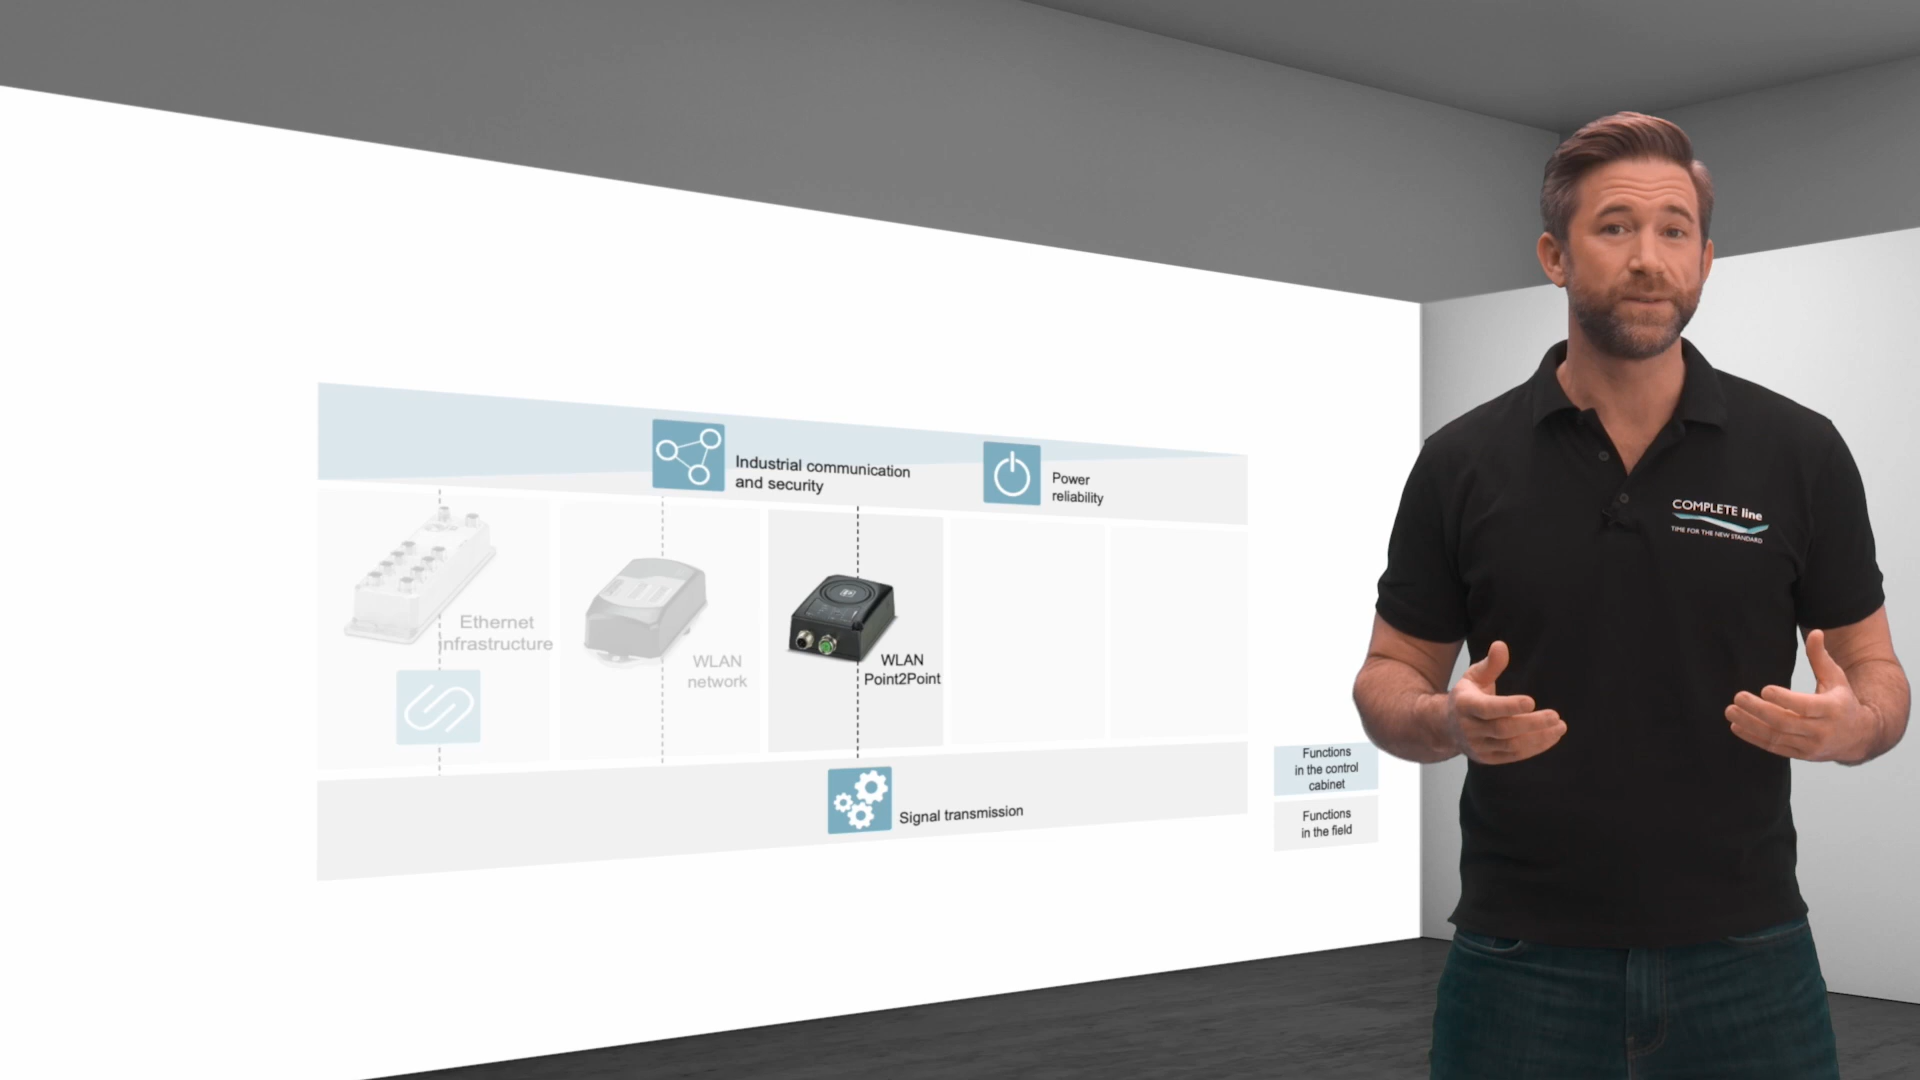 Industrial communication
and security
Power
reliability
Ethernet
infrastructure
WLAN
network
WLAN
Point2Point
Signal transmission
Functions
in the control
cabinet
Functions
in the field
COMPLETE line
TIME FOR THE NEW STANDARD